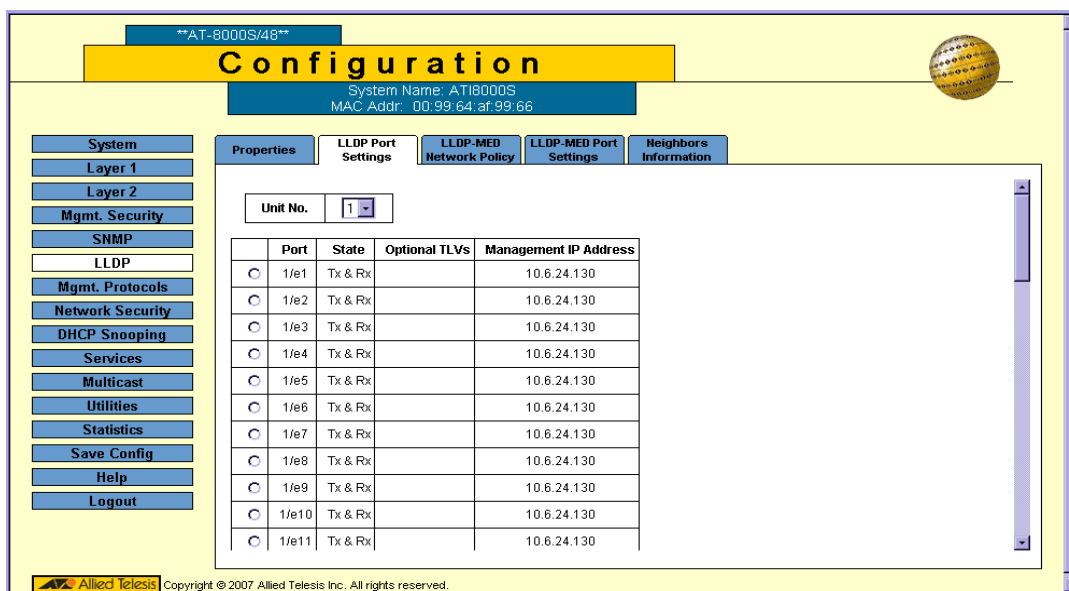 **AT-8000S/48**
Configuration
System Name: ATI8000S
MAC Addr: 00:99:64:af:99:66
System
Layer 1
Layer 2
Mgmt. Security
SNMP
LLDP
Mgmt. Protocols
Network Security
DHCP Snooping
Services
Multicast
Utilities
Statistics
Save Config
Help
Logout
Properties
LLDP Port
Settings
LLDP-MED
Network Policy
LLDP-MED Port
Settings
Neighbors
Information
Unit No. 1
Port State Optional TLVs Management IP Address
1/e1 Tx & Rx 10.6.24.130
1/e2 Tx & Rx 10.6.24.130
1/e3 Tx & Rx 10.6.24.130
1/e4 Tx & Rx 10.6.24.130
1/e5 Tx & Rx 10.6.24.130
1/e6 Tx & Rx 10.6.24.130
1/e7 Tx & Rx 10.6.24.130
1/e8 Tx & Rx 10.6.24.130
1/e9 Tx & Rx 10.6.24.130
1/e10 Tx & Rx 10.6.24.130
1/e11 Tx & Rx 10.6.24.130
Allied Telesis Copyright © 2007 Allied Telesis Inc. All rights reserved.